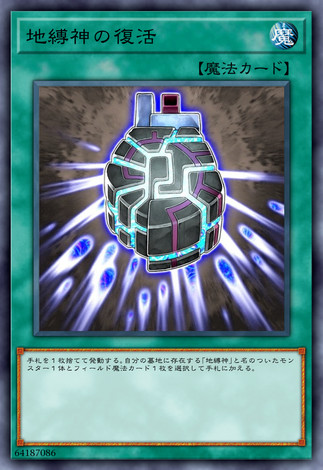 地縛神の復活
魔
【魔法カード】
手札を１枚捨てて発動する。自分の墓地に存在する「地縛神」と名のついたモン
スター１体とフィールド魔法カード１枚を選択して手札に加える。
64187086